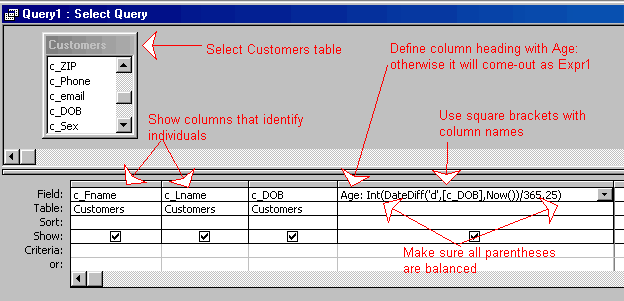 Query1 : Select Query
Customers
c_ZIP
c_Phone
c_email
c_DOB
c_Sex
Select Customers table
Define column heading with Age:
otherwise it will come-out as Expr1
Show columns that identify
individuals
Use square brackets with
column names
Field: c_Fname c_Lname c_DOB Age: Int(DateDiff('d',[c_DOB],Now())/365.25)
Table: Customers Customers Customers
Sort:
Show:
Criteria:
or:
Make sure all parentheses
are balanced